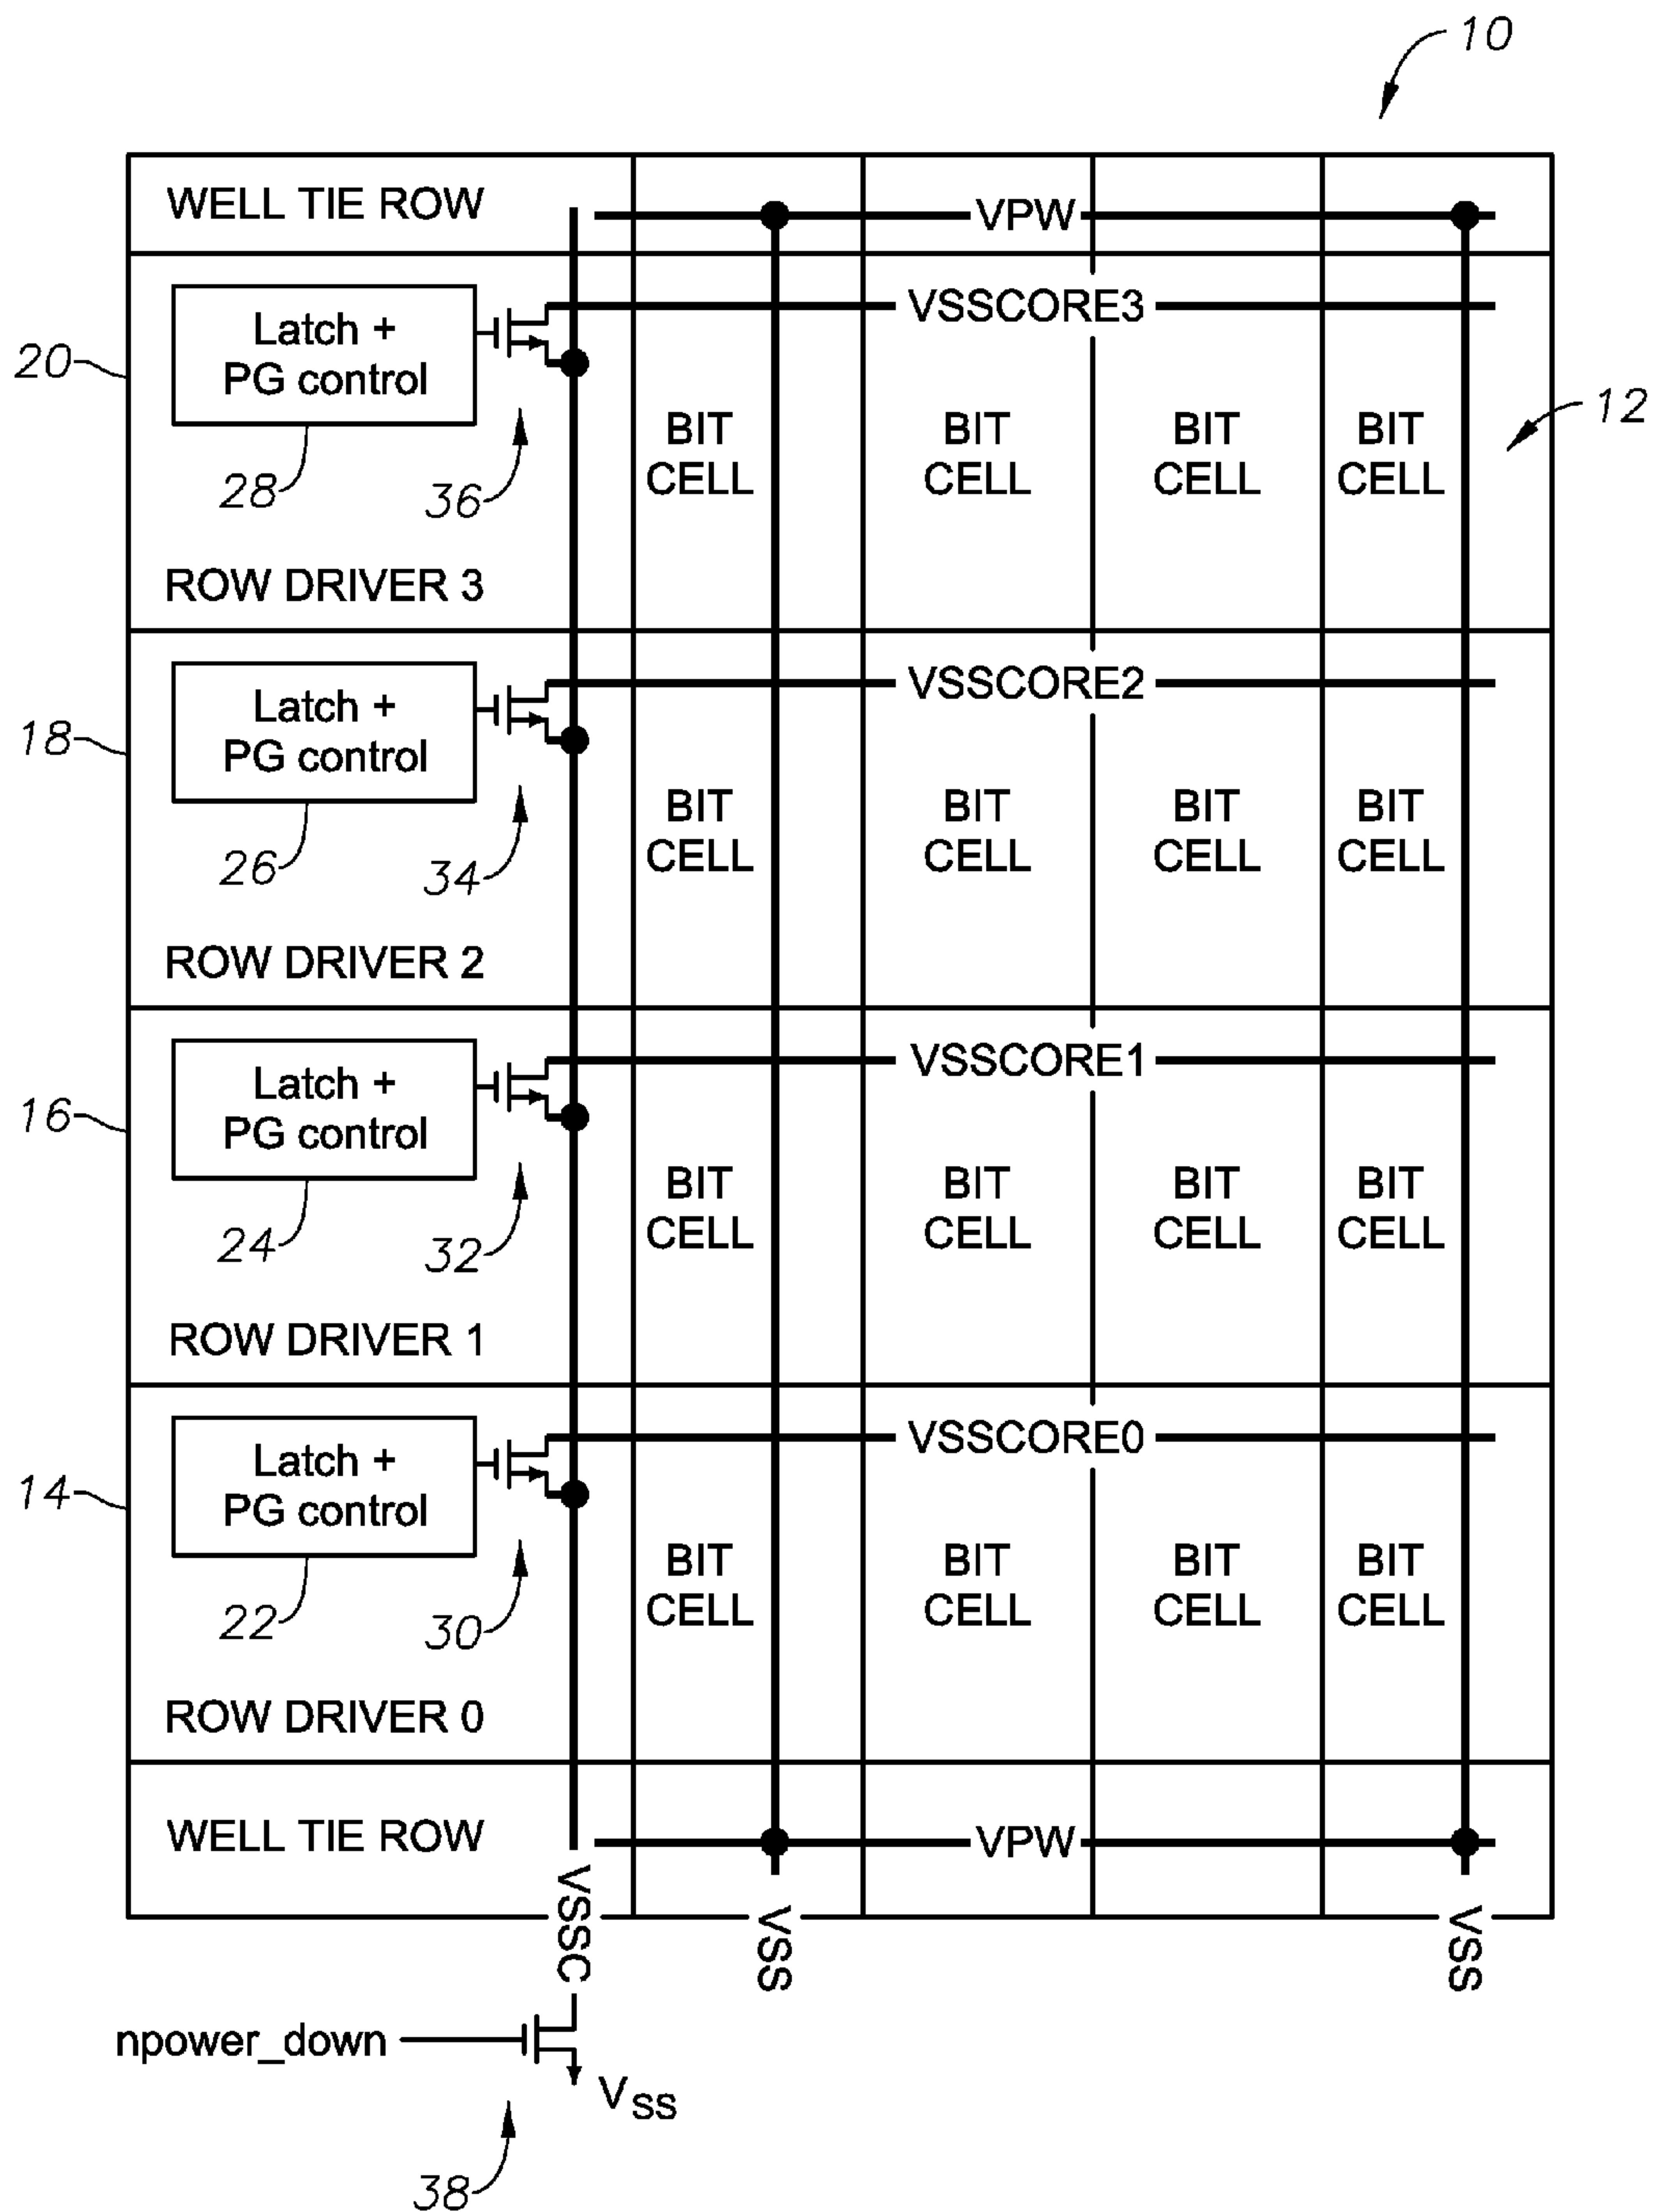 10
WELL TIE ROW
VPW
VSSCORE3
Latch +
PG control
20
28
36
BIT
CELL
BIT
CELL
BIT
CELL
BIT
CELL
12
ROW DRIVER 3
VSSCORE2
Latch +
PG control
18
26
34
BIT
CELL
BIT
CELL
BIT
CELL
BIT
CELL
ROW DRIVER 2
VSSCORE1
Latch +
PG control
16
24
32
BIT
CELL
BIT
CELL
BIT
CELL
BIT
CELL
ROW DRIVER 1
VSSCORE0
Latch +
PG control
14
22
30
BIT
CELL
BIT
CELL
BIT
CELL
BIT
CELL
ROW DRIVER 0
WELL TIE ROW
VPW
VSSC
VSS
VSS
npower_down
VSS
38